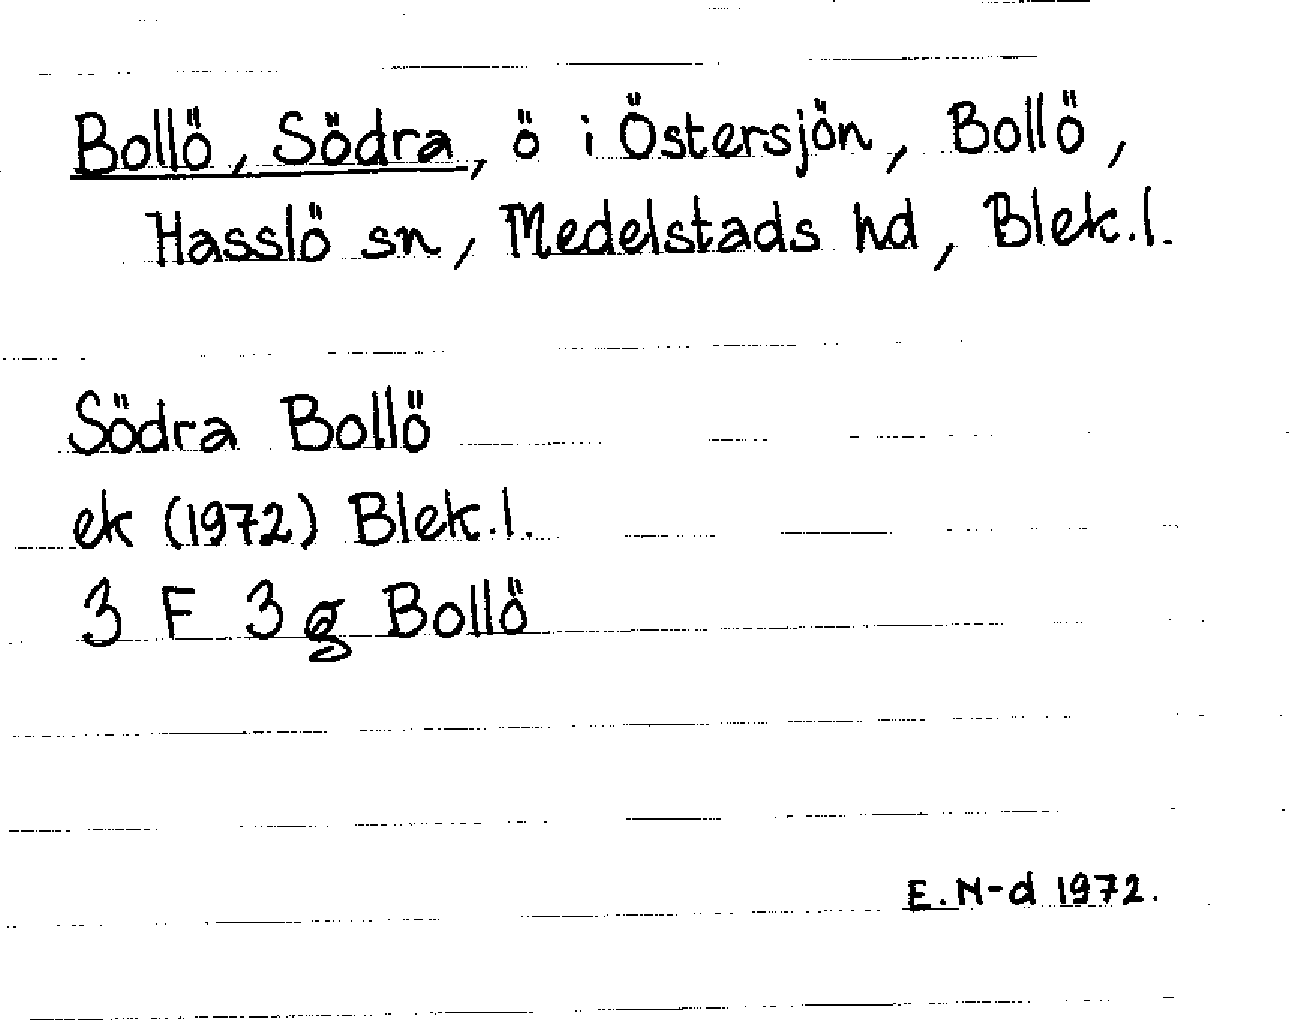 Bollö, Södra, ö i Östersjön, Bollö,
Hasslö sn, Medelstads hd, Blek.l.
Södra Bollö
ek (1972) Blek.l.
3 F 3 g Bollö
E.N-d 1972.